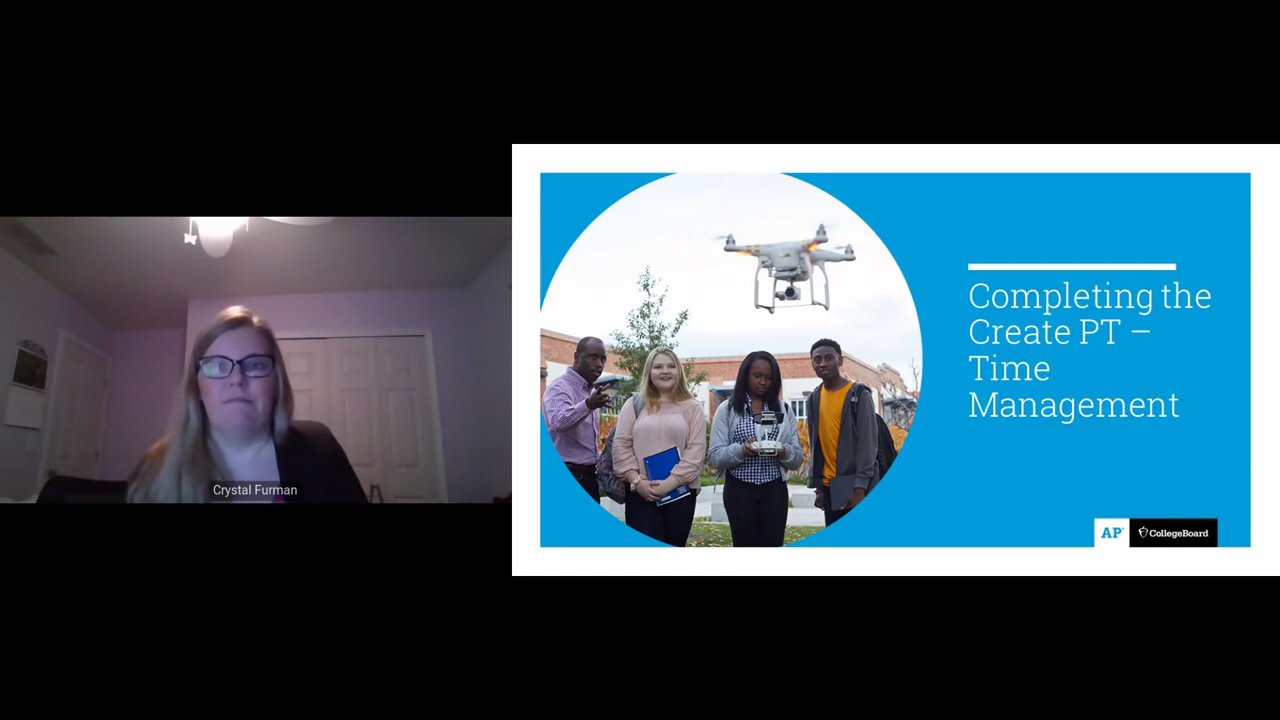 Crystal Furman
Completing the
Create PT –
Time
Management
AP
CollegeBoard